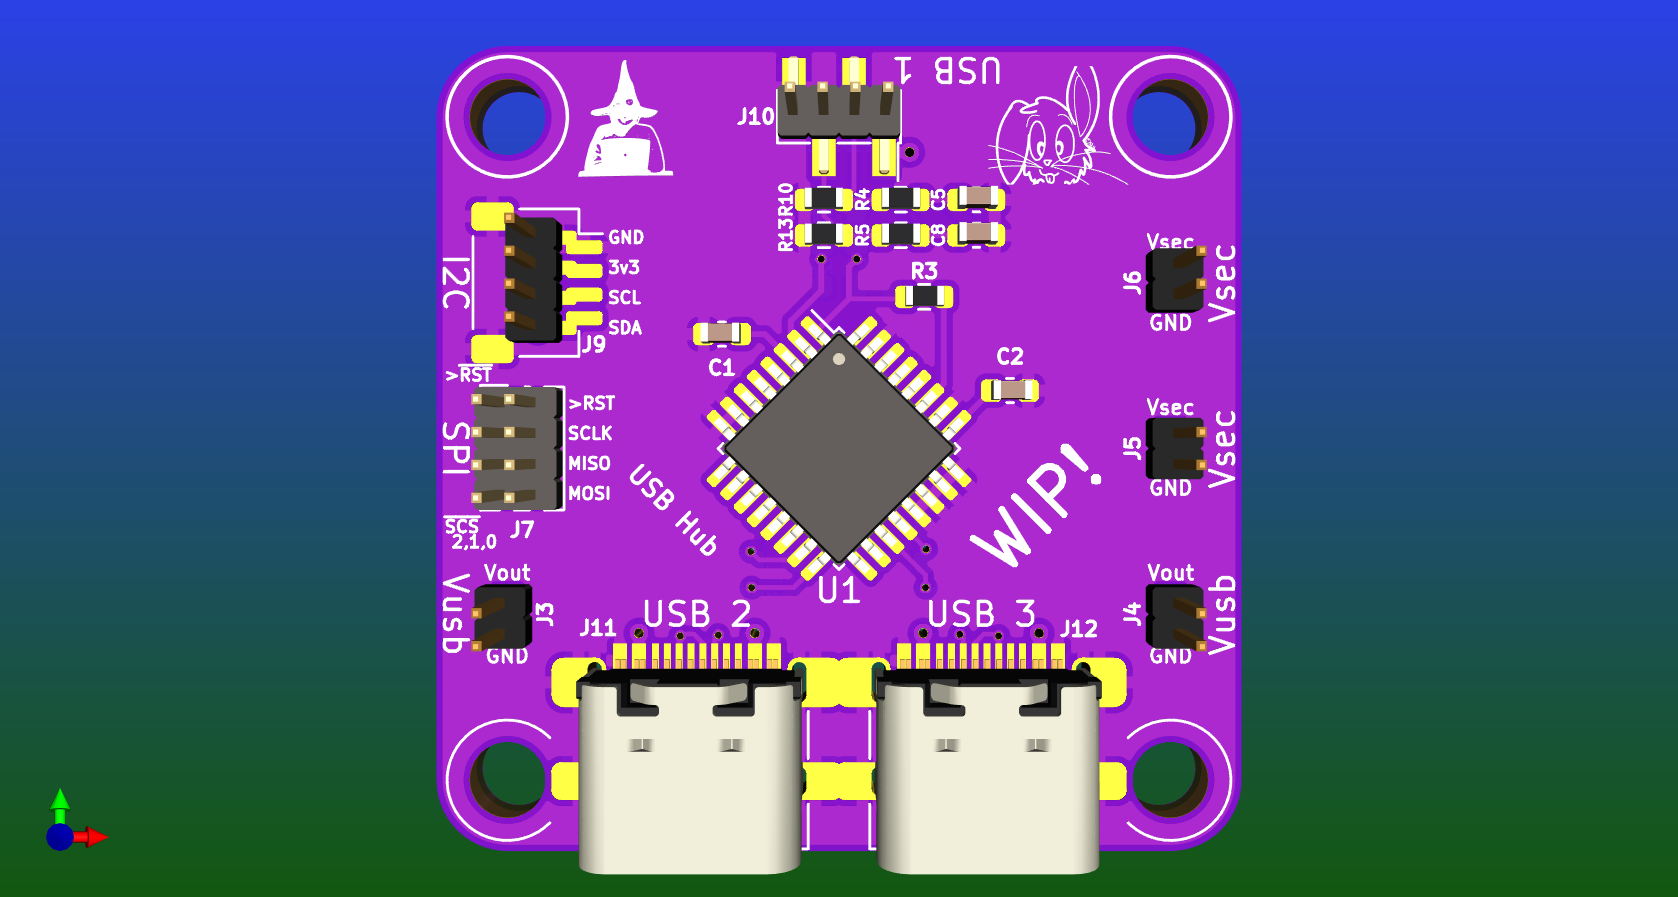 USB 1
J10
R10
R4
C5
R13
R5
C8
I2C
GND
3v3
SCL
SDA
J9
R3
C1
C2
Vsec
J6
Vsec
GND
>RST
SPI
>RST
SCLK
MISO
MOSI
SCS
2,1,0
J7
Vsec
J5
Vsec
GND
USB Hub
WIP!
U1
Vusb
Vout
J3
GND
Vout
J4
Vusb
GND
J11
USB 2
USB 3
J12